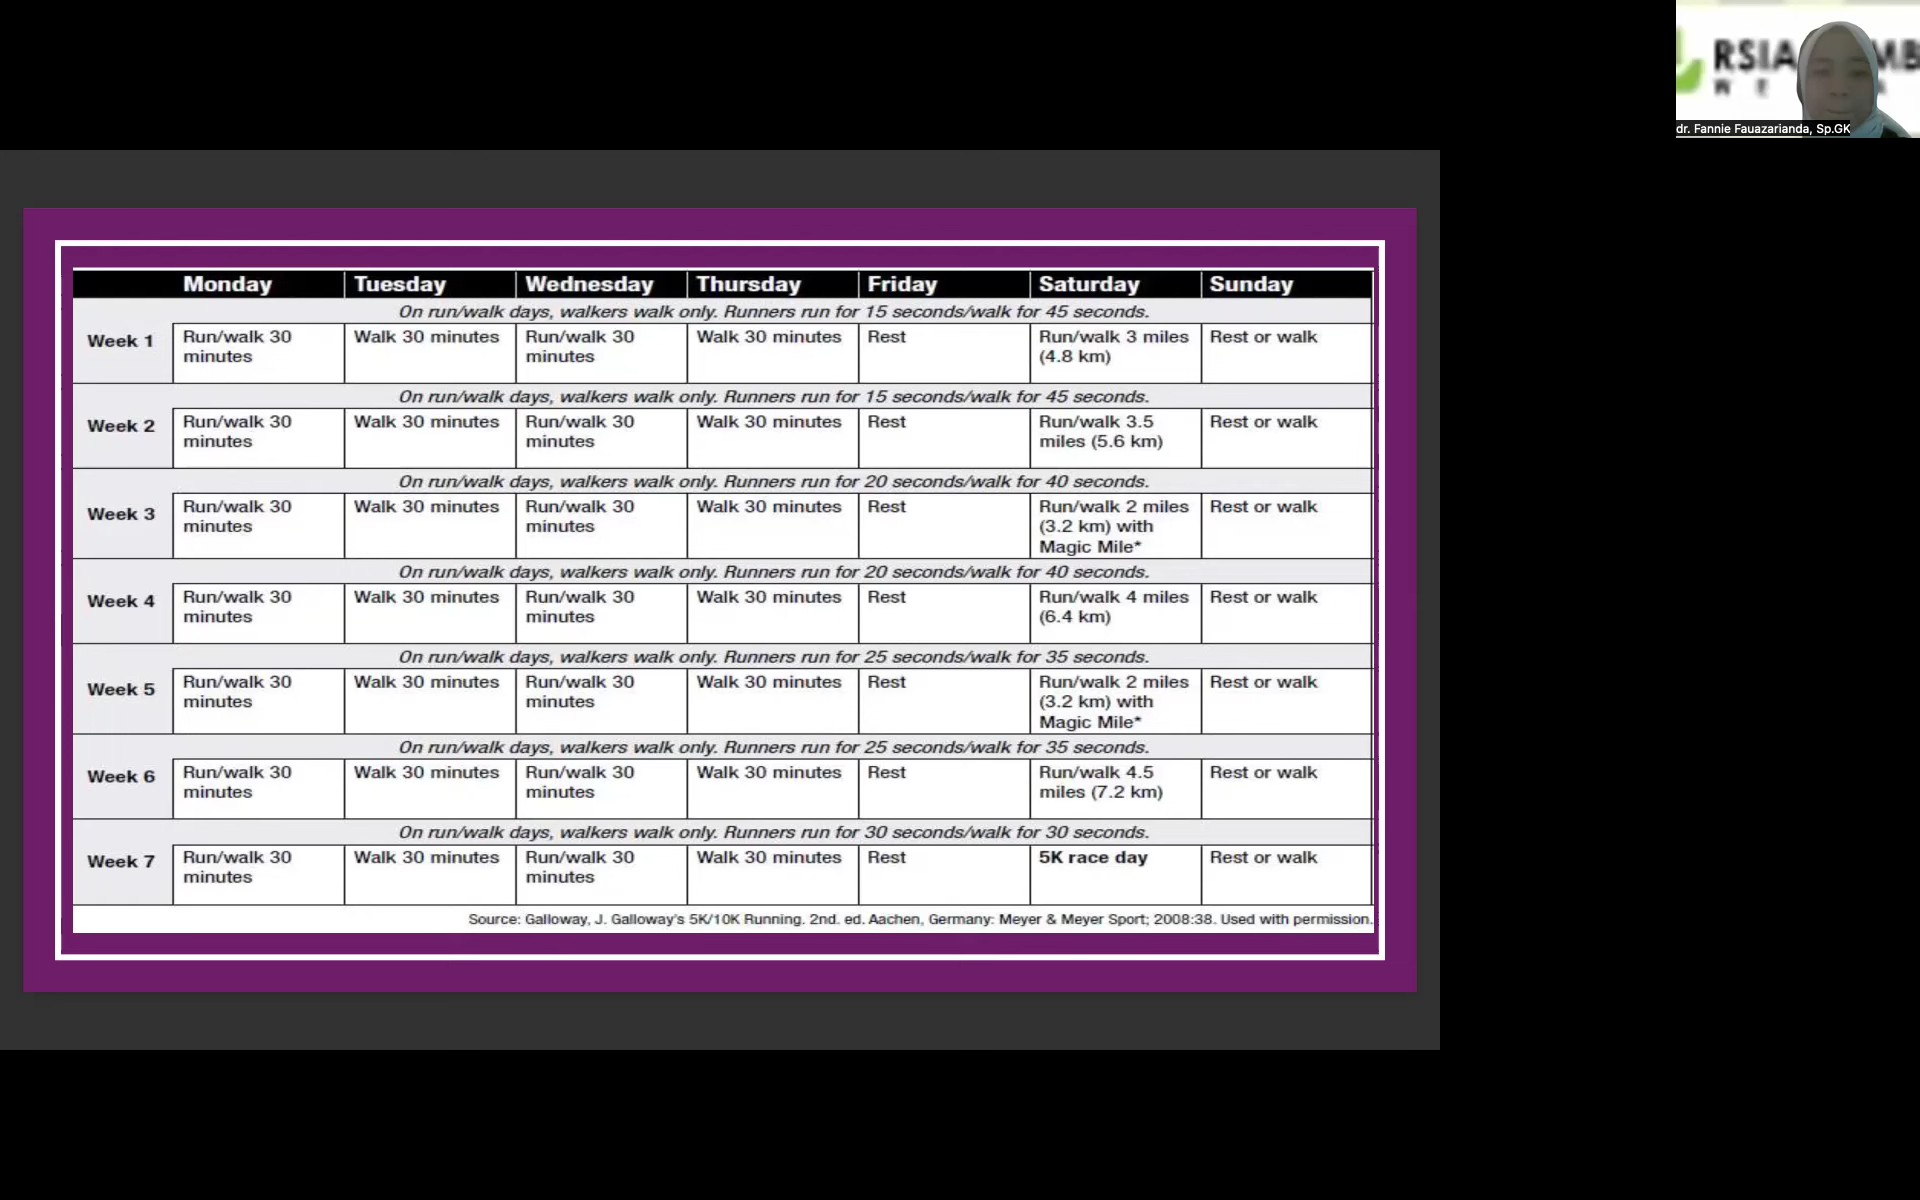 RSIA
dr. Fannie Fauazarianda, Sp.GK
Monday Tuesday Wednesday Thursday Friday Saturday Sunday
On run/walk days, walkers walk only. Runners run for 15 seconds/walk for 45 seconds.
Week 1
Run/walk 30
minutes
Walk 30 minutes
Run/walk 30
minutes
Walk 30 minutes
Rest
Run/walk 3 miles
(4.8 km)
Rest or walk
On run/walk days, walkers walk only. Runners run for 15 seconds/walk for 45 seconds.
Week 2
Run/walk 30
minutes
Walk 30 minutes
Run/walk 30
minutes
Walk 30 minutes
Rest
Run/walk 3.5
miles (5.6 km)
Rest or walk
On run/walk days, walkers walk only. Runners run for 20 seconds/walk for 40 seconds.
Week 3
Run/walk 30
minutes
Walk 30 minutes
Run/walk 30
minutes
Walk 30 minutes
Rest
Run/walk 2 miles
(3.2 km) with
Magic Mile*
Rest or walk
On run/walk days, walkers walk only. Runners run for 20 seconds/walk for 40 seconds.
Week 4
Run/walk 30
minutes
Walk 30 minutes
Run/walk 30
minutes
Walk 30 minutes
Rest
Run/walk 4 miles
(6.4 km)
Rest or walk
On run/walk days, walkers walk only. Runners run for 25 seconds/walk for 35 seconds.
Week 5
Run/walk 30
minutes
Walk 30 minutes
Run/walk 30
minutes
Walk 30 minutes
Rest
Run/walk 2 miles
(3.2 km) with
Magic Mile*
Rest or walk
On run/walk days, walkers walk only. Runners run for 25 seconds/walk for 35 seconds.
Week 6
Run/walk 30
minutes
Walk 30 minutes
Run/walk 30
minutes
Walk 30 minutes
Rest
Run/walk 4.5
miles (7.2 km)
Rest or walk
On run/walk days, walkers walk only. Runners run for 30 seconds/walk for 30 seconds.
Week 7
Run/walk 30
minutes
Walk 30 minutes
Run/walk 30
minutes
Walk 30 minutes
Rest
5K race day
Rest or walk
Source: Galloway, J. Galloway's 5K/10K Running. 2nd. ed. Aachen, Germany: Meyer & Meyer Sport; 2008:38. Used with permission.